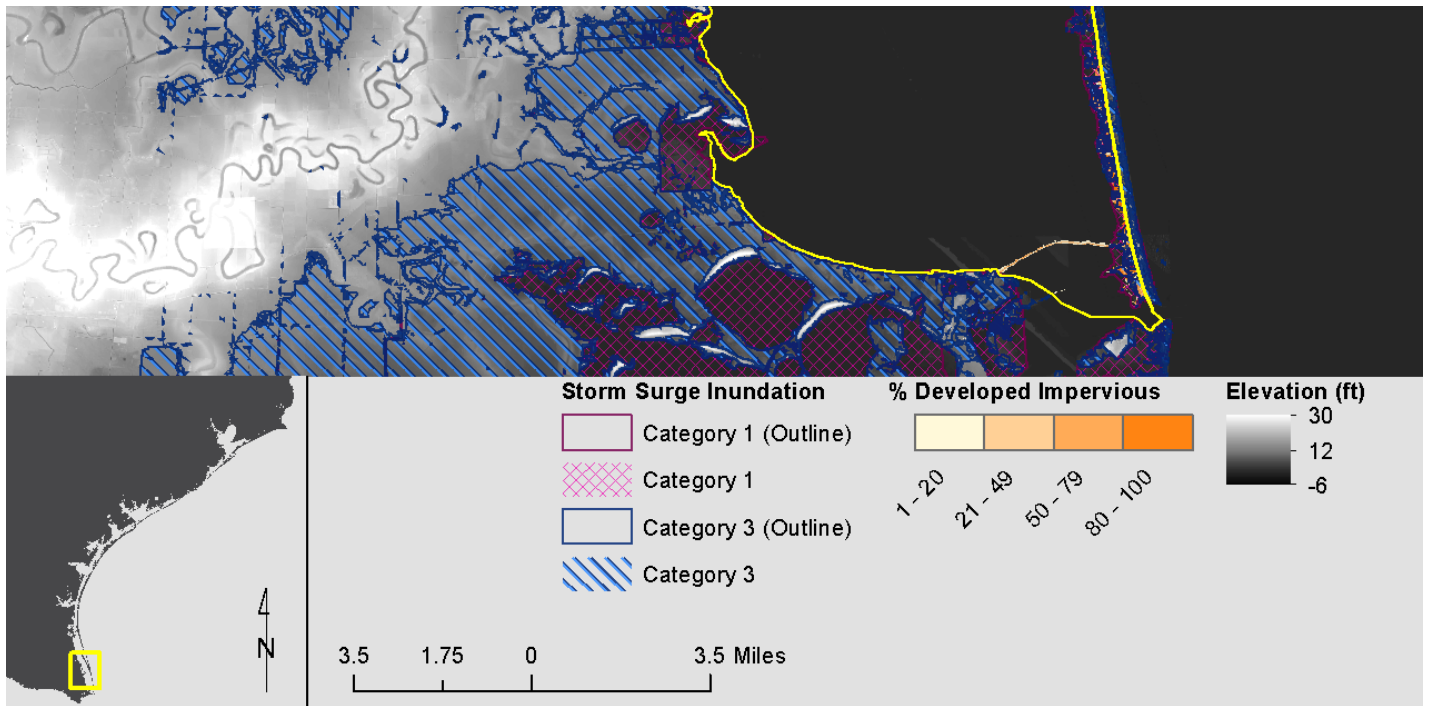 Storm Surge Inundation
Category 1 (Outline)
Category 1
Category 3 (Outline)
Category 3
% Developed Impervious
1 - 20
21 - 49
50 - 79
80 - 100
Elevation (ft)
30
12
-6
N
3.5 1.75 0 3.5 Miles